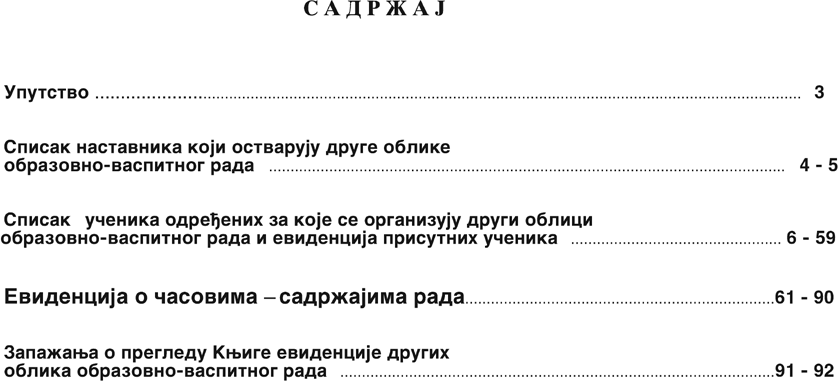 С А Д Р Ж А Ј
Упутство ........................................................................................................ 3
Списак наставника који остварују друге облике
образовно-васпитног рада ........................................................................................ 4 - 5
Списак ученика одређених за које се организују други облици
образовно-васпитног рада и евиденција присутних ученика ........................................ 6 - 59
Евиденција о часовима – садржајима рада........................................................61 - 90
Запажања о прегледу Књиге евиденције других
облика образовно-васпитног рада ..........................................................................91 - 92